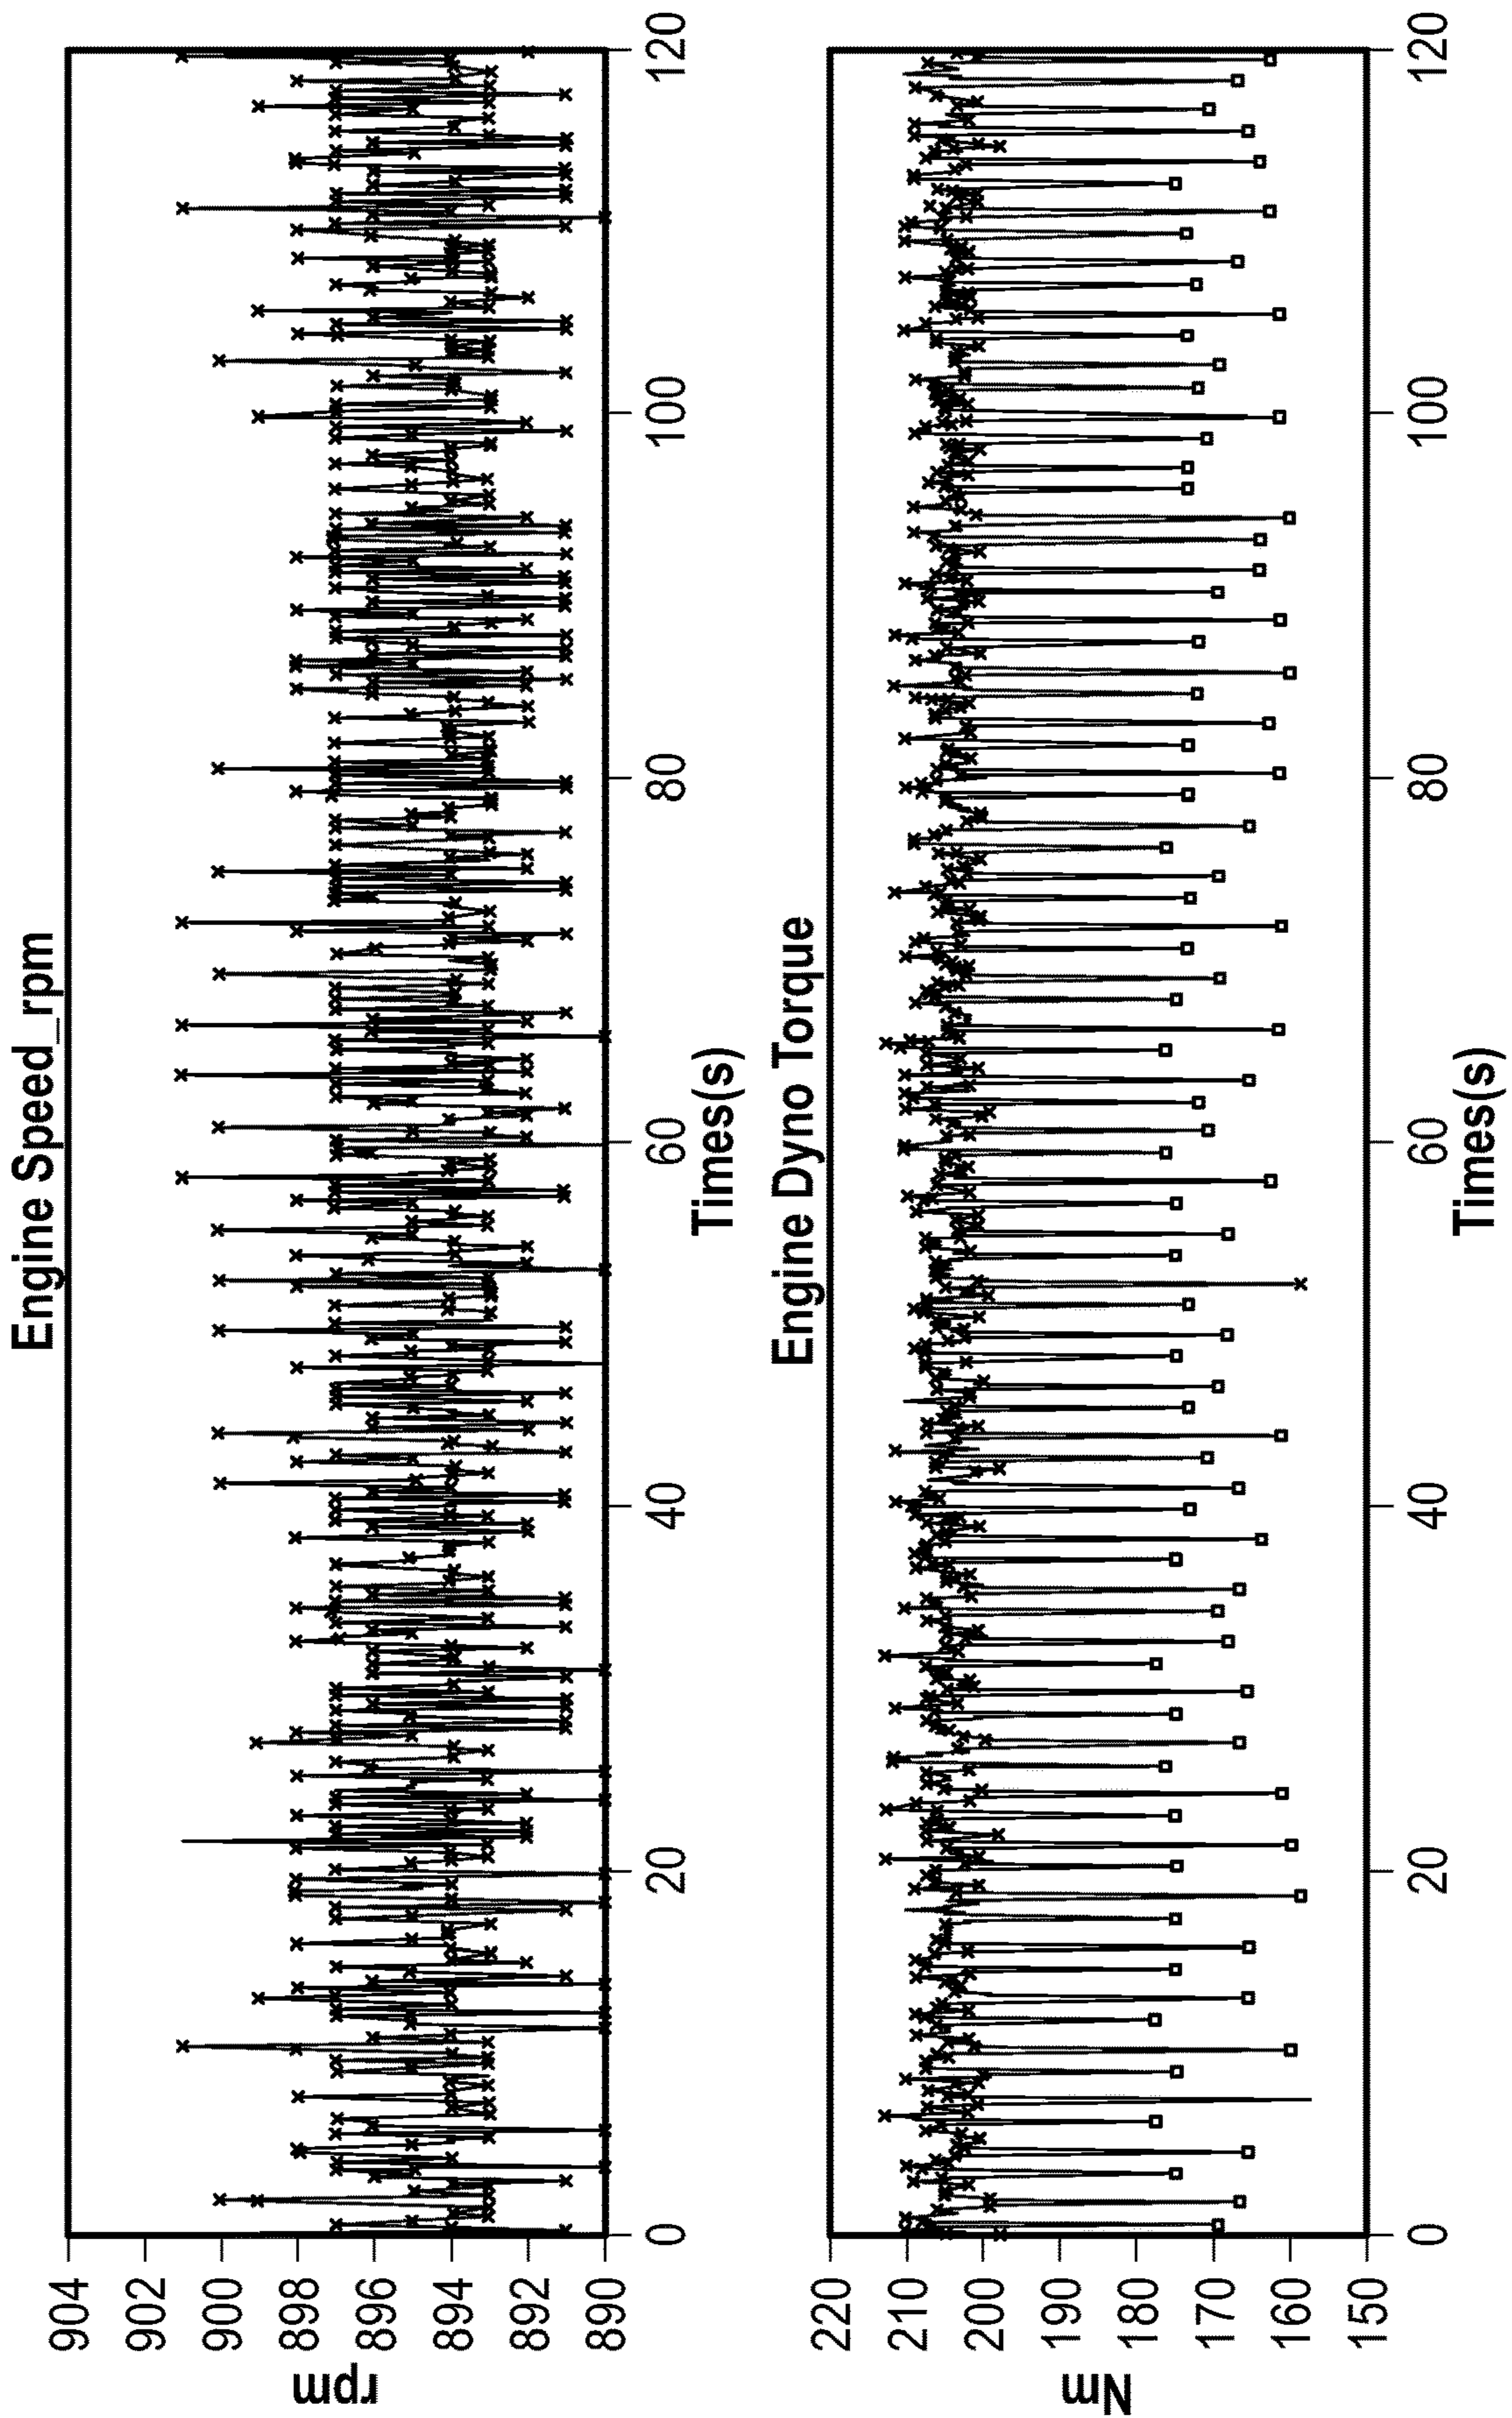 Engine Speed_rpm
rpm
904
902
900
898
896
894
892
890
0 20 40 60 80 100 120
Times(s)
Engine Dyno Torque
Nm
220
210
200
190
180
170
160
150
0 20 40 60 80 100 120
Times(s)